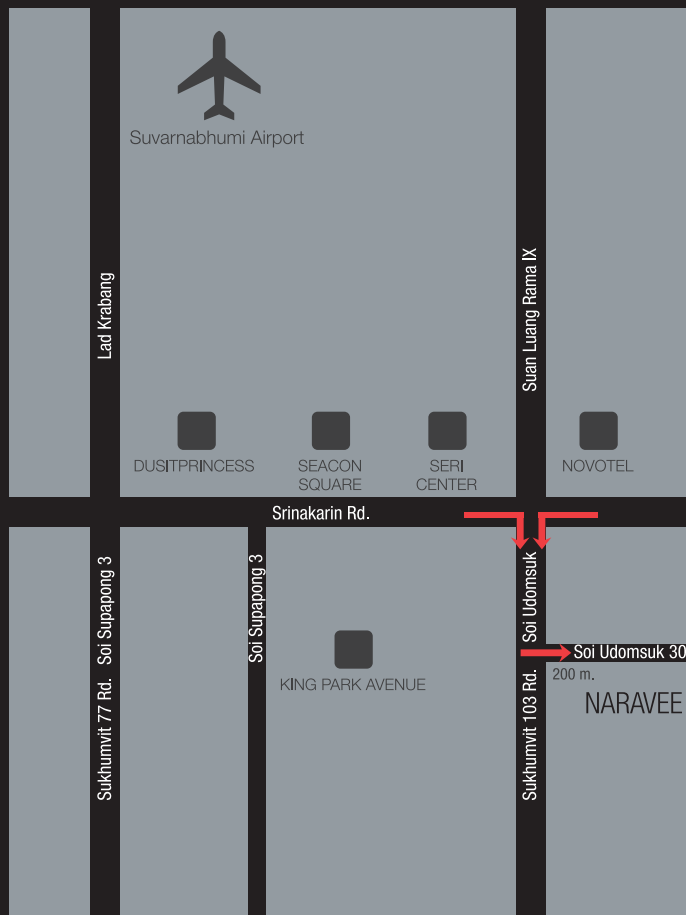 Suvarnabhumi Airport
Lad Krabang
Suan Luang Rama IX
DUSITPRINCESS
SEACON
SQUARE
SERI
CENTER
NOVOTEL
Srinakarin Rd.
Sukhumvit 77 Rd. Soi Supapong 3
Soi Supapong 3
KING PARK AVENUE
Sukhumvit 103 Rd. Soi Udomsuk
Soi Udomsuk 30
200 m.
NARAVEE